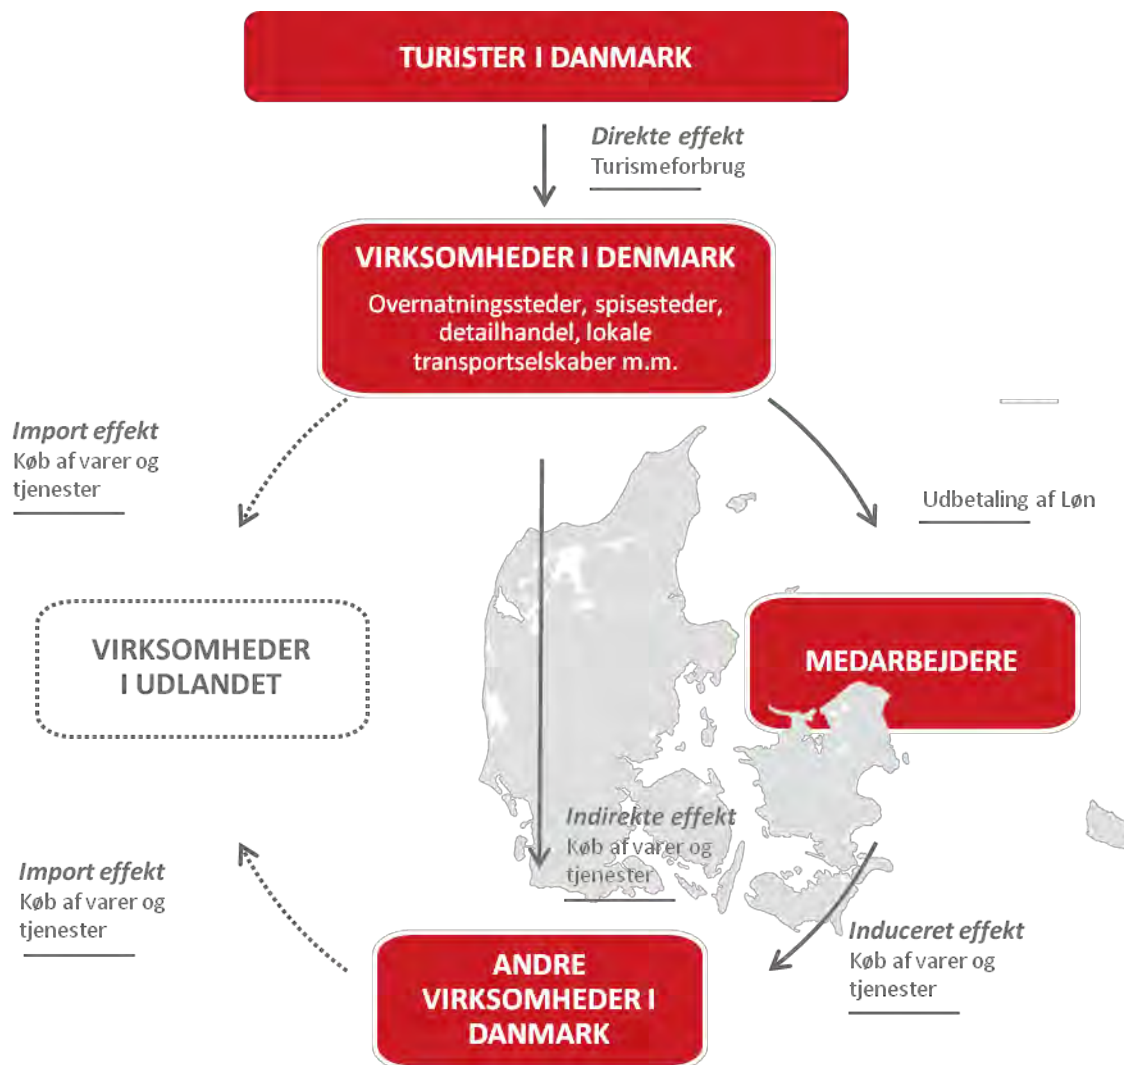 TURISTER I DANMARK
Direkte effekt
Turismeforbrug
VIRKSOMHEDER I DENMARK
Overnatningssteder, spisesteder,
detailhandel, lokale
transportselskaber m.m.
Import effekt
Køb af varer og
tjenester
Udbetaling af Løn
VIRKSOMHEDER
I UDLANDET
MEDARBEJDERE
Indirekte effekt
Køb af varer og
tjenester
Import effekt
Køb af varer og
tjenester
Induceret effekt
Køb af varer og
tjenester
ANDRE
VIRKSOMHEDER I
DANMARK